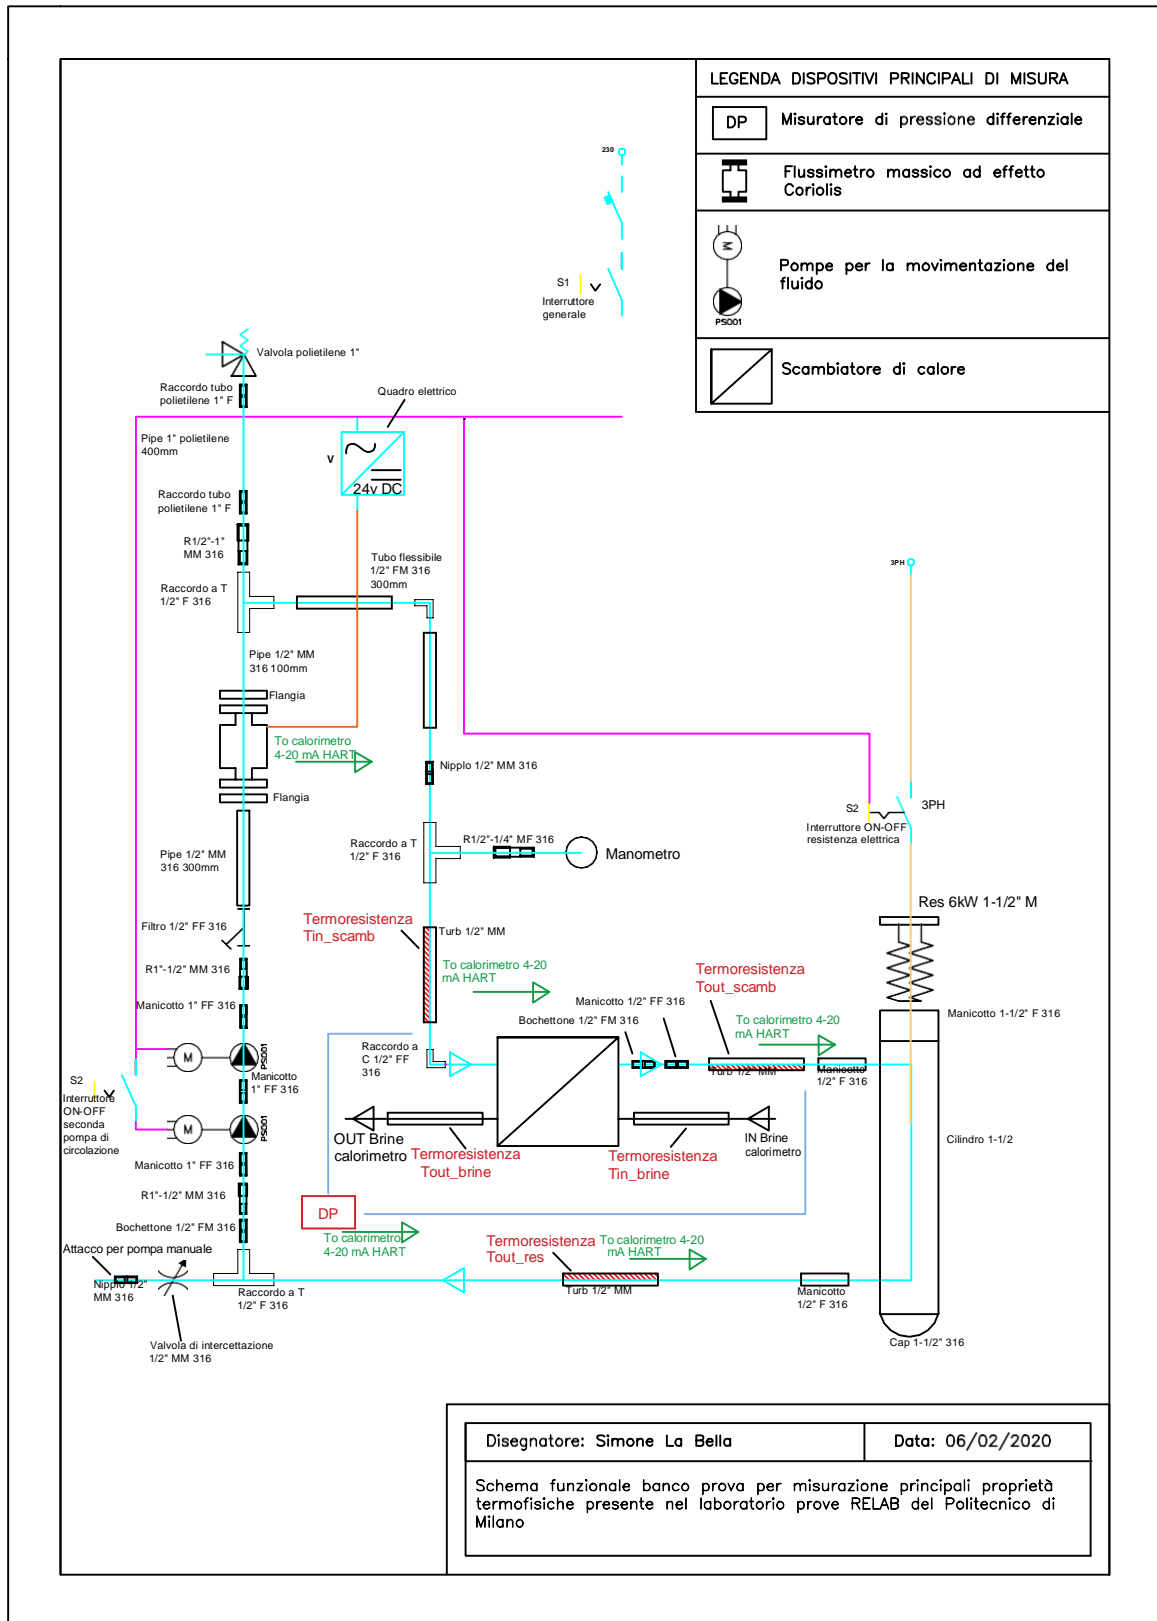 LEGENDA DISPOSITIVI PRINCIPALI DI MISURA
DP
Misuratore di pressione differenziale
Flussimetro massico ad effetto
Coriolis
M
Pompe per la movimentazione del
fluido
PS001
Scambiatore di calore
230
S1
Interruttore
generale
Valvola polietilene 1"
Raccordo tubo
polietilene 1" F
Quadro elettrico
Pipe 1" polietilene
400mm
V
24v DC
Raccordo tubo
polietilene 1" F
R1/2"-1"
MM 316
Tubo flessibile
1/2" FM 316
300mm
Raccordo a T
1/2" F 316
3PH
Pipe 1/2" MM
316 100mm
Flangia
To calorimetro
4-20 mA HART
Nipplo 1/2" MM 316
Flangia
S2
3PH
Interruttore ON-OFF
resistenza elettrica
Raccordo a T
1/2" F 316
R1/2"-1/4" MF 316
Manometro
Pipe 1/2" MM
316 300mm
Res 6kW 1-1/2" M
Termoresistenza
Tin_scamb
Turb 1/2" MM
Filtro 1/2" FF 316
To calorimetro 4-20
mA HART
Termoresistenza
Tout_scamb
R1"-1/2" MM 316
Manicotto 1/2" FF 316
Manicotto 1" FF 316
Bochettone 1/2" FM 316
To calorimetro 4-20
mA HART
Manicotto 1-1/2" F 316
M
PS001
Raccordo a
C 1/2" FF
316
Turb 1/2" MM
Manicotto
1/2" F 316
S2
Interruttore
ON-OFF
seconda
pompa di
circolazione
Manicotto
1" FF 316
M
PS001
OUT Brine
calorimetro
Termoresistenza
Tout_brine
Termoresistenza
Tin_brine
IN Brine
calorimetro
Cilindro 1-1/2
Manicotto 1" FF 316
R1"-1/2" MM 316
DP
Bochettone 1/2" FM 316
To calorimetro
4-20 mA HART
Termoresistenza
Tout_res
To calorimetro 4-20
mA HART
Attacco per pompa manuale
Nipplo 1/2"
MM 316
Raccordo a T
1/2" F 316
Turb 1/2" MM
Manicotto
1/2" F 316
Valvola di intercettazione
1/2" MM 316
Cap 1-1/2" 316
Disegnatore: Simone La Bella
Data: 06/02/2020
Schema funzionale banco prova per misurazione principali proprietà
termofisiche presente nel laboratorio prove RELAB del Politecnico di
Milano